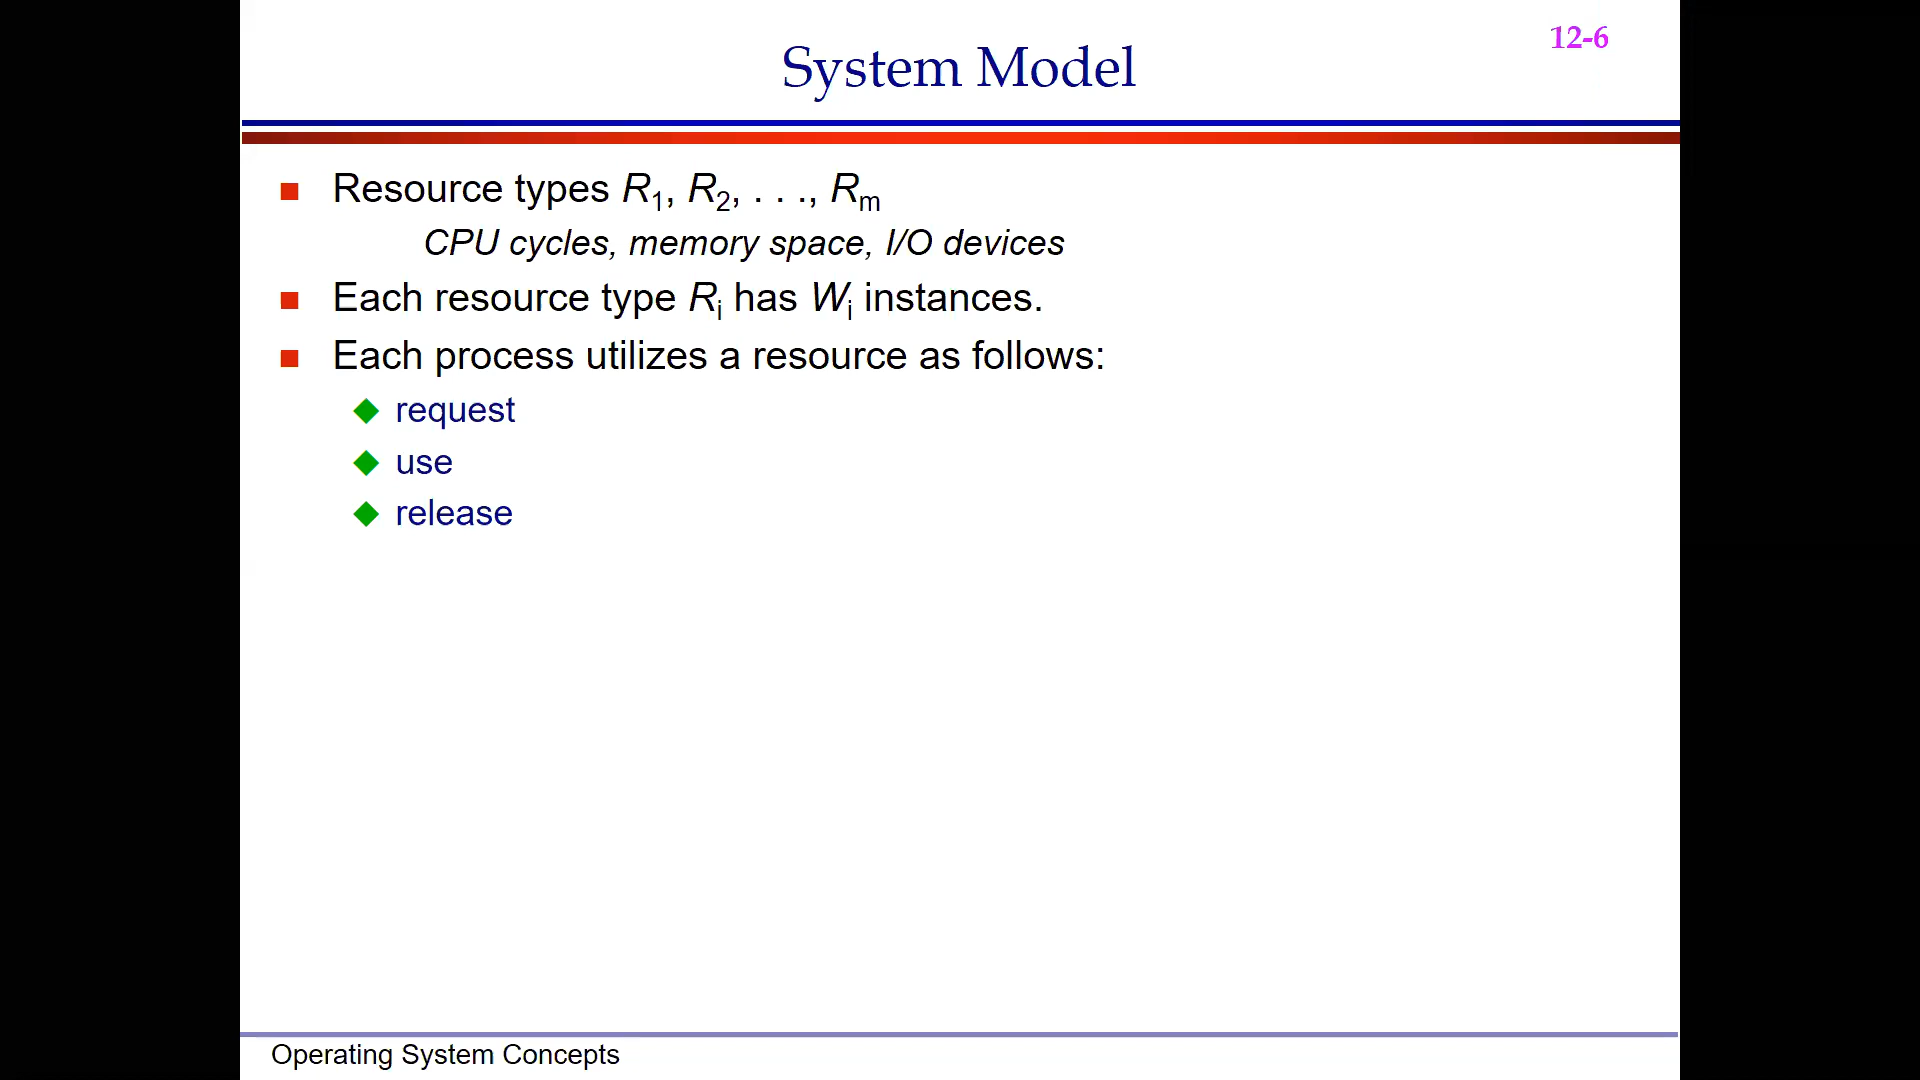 12-6
System Model
Resource types R1, R2, . . ., Rm
CPU cycles, memory space, I/O devices
Each resource type Ri has Wi instances.
Each process utilizes a resource as follows:
request
use
release
Operating System Concepts